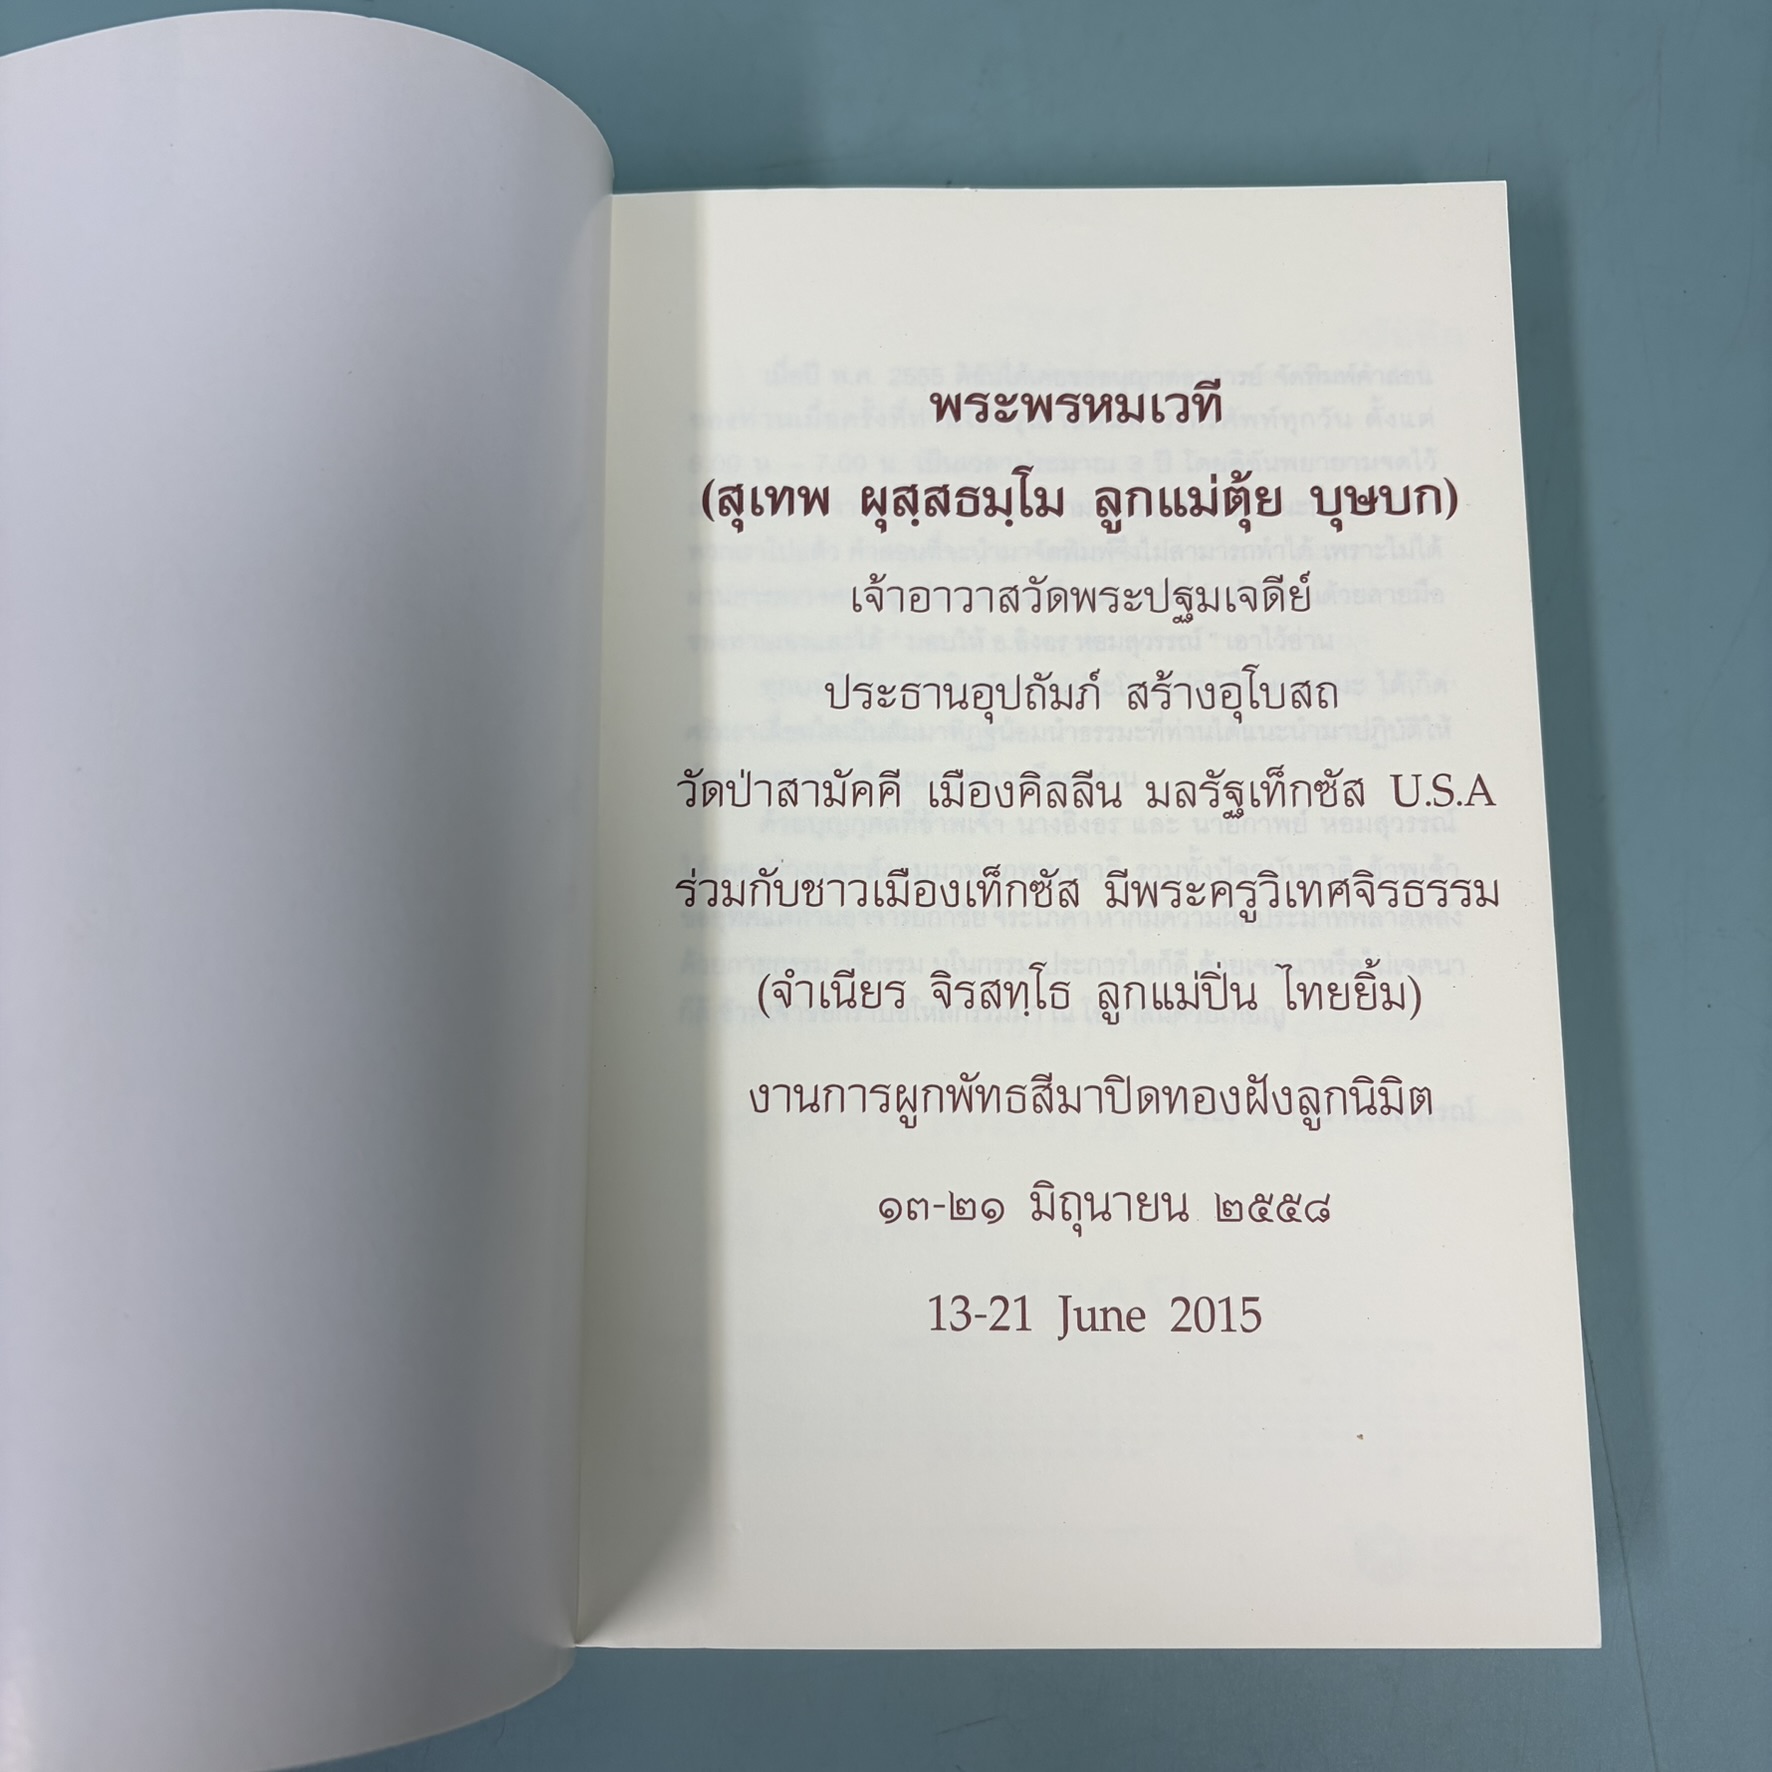 พระพรหมเวที
(สุเทพ ผุสฺสธมฺโม ลูกแม่ตุ้ย บุษบก)
เจ้าอาวาสวัดพระปฐมเจดีย์
ประธานอุปถัมภ์ สร้างอุโบสถ
วัดป่าสามัคคี เมืองคิลลีน มลรัฐเท็กซัส U.S.A
ร่วมกับชาวเมืองเท็กซัส มีพระครูวิเทศจิรธรรม
(จำเนียร จิรสทฺโธ ลูกแม่ปิ่น ไทยยิ้ม)
งานการผูกพัทธสีมาปิดทองฝังลูกนิมิต
๑๓-๒๑ มิถุนายน ๒๕๕๘
13-21 June 2015